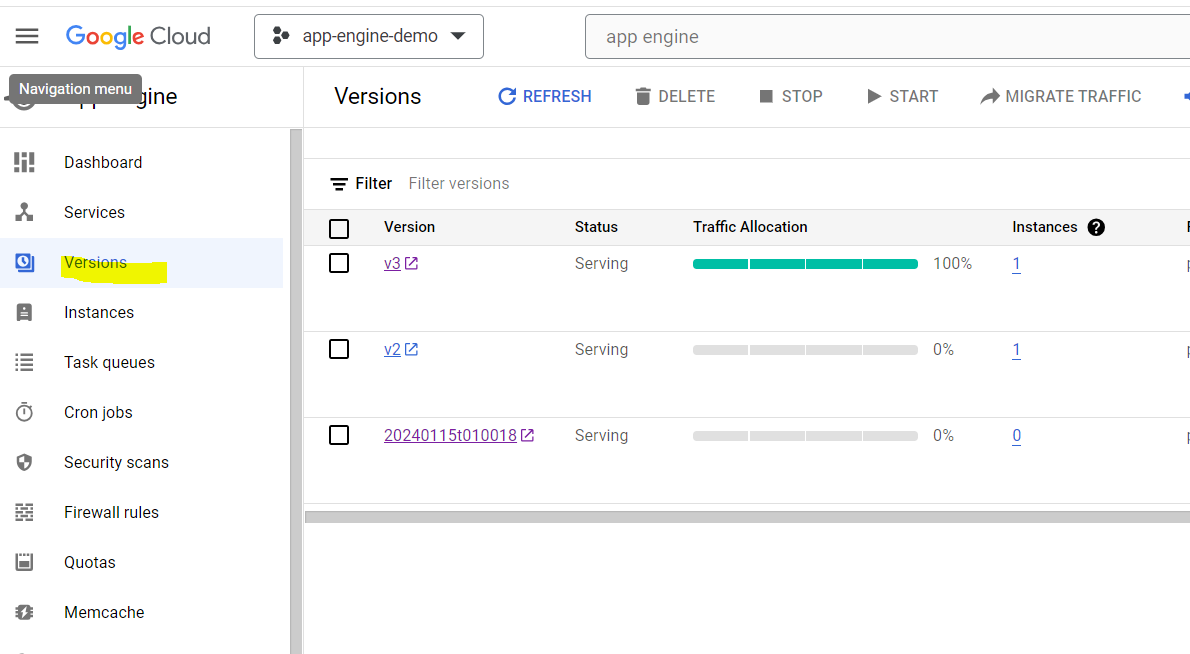 Google Cloud
app-engine-demo
app engine
Navigation menu
Versions
REFRESH
DELETE
STOP
START
MIGRATE TRAFFIC
Dashboard
Services
Versions
Instances
Task queues
Cron jobs
Security scans
Firewall rules
Quotas
Memcache
Filter Filter versions
Version Status Traffic Allocation Instances
v3 Serving 100% 1
v2 Serving 0% 1
20240115t010018 Serving 0% 0